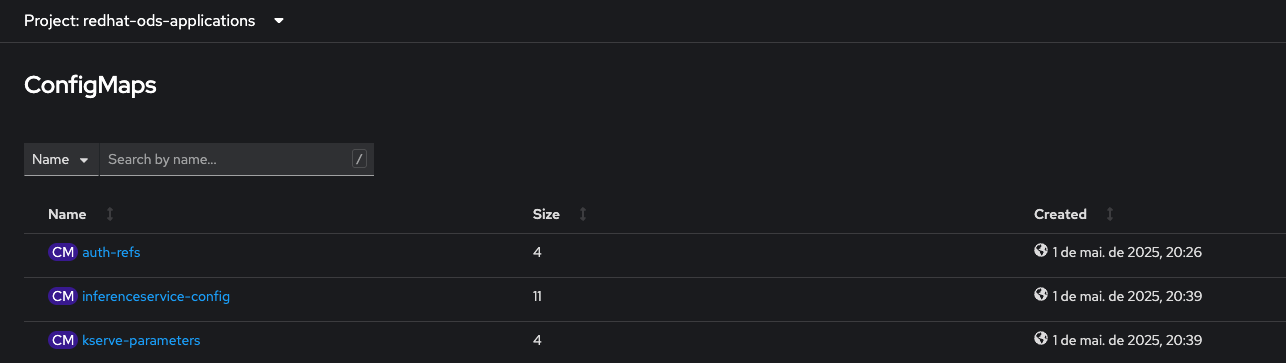 Project: redhat-ods-applications
ConfigMaps
Name Search by name... /
Name Size Created
CM auth-refs 4 1 de mai. de 2025, 20:26
CM inferenceservice-config 11 1 de mai. de 2025, 20:39
CM kserve-parameters 4 1 de mai. de 2025, 20:39